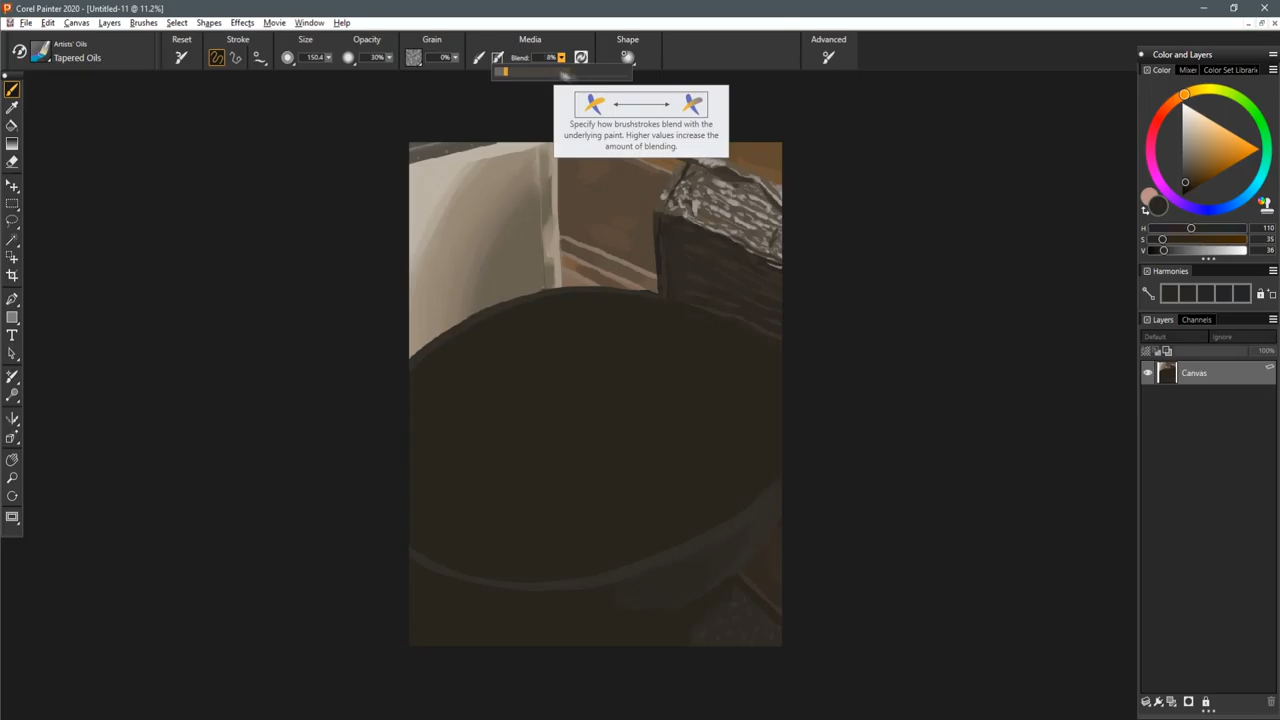 Corel Painter 2020 - [Untitled-11 @ 11.2%]
File Edit Canvas Layers Brushes Select Shapes Effects Movie Window Help
Artists' Oils
Tapered Oils
Reset
Stroke
Size
150.4
Opacity
30%
Grain
0%
Media
Blend: 8%
Shape
Advanced
Specify how brushstrokes blend with the
underlying paint. Higher values increase the
amount of blending.
Color and Layers
Color Mixer Color Set Librari
H 110
S 35
V 36
Harmonies
Layers Channels
Default Ignore
100%
Canvas